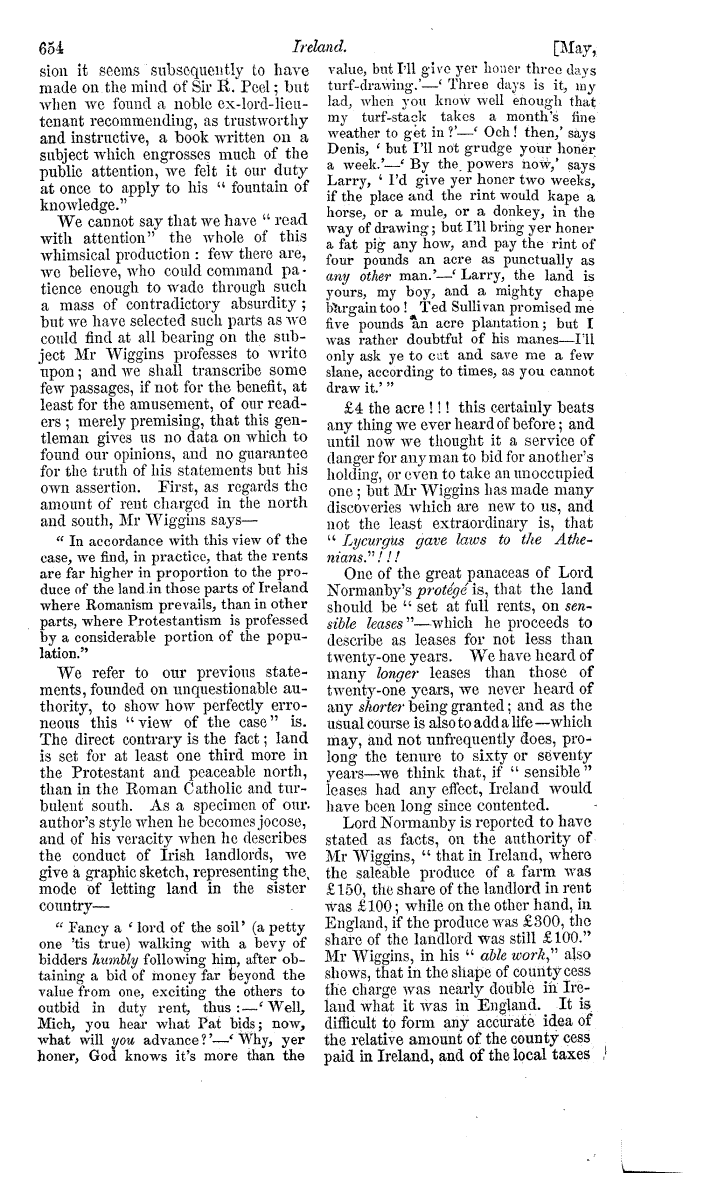 654
Ireland.
[May,
sion it seems subsequently to have
made on the mind of Sir R. Peel; but
when we found a noble ex-lord-lieu-
tenant recommending, as trustworthy
and instructive, a book written on a
subject which engrosses much of the
public attention, we felt it our duty
at once to apply to his “ fountain of
knowledge.”
We cannot say that we have “ read
with attention” the whole of this
whimsical production : few there are,
we believe, who could command pa-
tience enough to wade through such
a mass of contradictory absurdity ;
but we have selected such parts as we
could find at all bearing on the sub-
ject Mr Wiggins professes to write
upon ; and we shall transcribe some
few passages, if not for the benefit, at
least for the amusement, of our read-
ers ; merely premising, that this gen-
tleman gives us no data on which to
found our opinions, and no guarantee
for the truth of his statements but his
own assertion. First, as regards the
amount of rent charged in the north
and south, Mr Wiggins says—
“ In accordance with this view of the
case, we find, in practice, that the rents
are far higher in proportion to the pro-
duce of the land in those parts of Ireland
where Romanism prevails, than in other
parts, where Protestantism is professed
by a considerable portion of the popu-
lation.”
We refer to our previous state-
ments, founded on unquestionable au-
thority, to show how perfectly erro-
neous this “ view of the case” is.
The direct contrary is the fact ; land
is set for at least one third more in
the Protestant and peaceable north,
than in the Roman Catholic and tur-
bulent south. As a specimen of our
author's style when he becomes jocose,
and of his veracity when he describes
the conduct of Irish landlords, we
give a graphic sketch, representing the
mode of letting land in the sister
country—
“ Fancy a ‘ lord of the soil’ (a petty
one 'tis true) walking with a bevy of
bidders humbly following him, after ob-
taining a bid of money far beyond the
value from one, exciting the others to
outbid in duty rent, thus :—‘ Well,
Mich, you hear what Pat bids ; now,
what will you advance?’—‘ Why, yer
honer, God knows it's more than the
value, but I'll give yer honer three days
turf-drawing.’—‘ Three days is it, my
lad, when you know well enough that
my turf-stack takes a month's fine
weather to get in ?’—‘ Och ! then,’ says
Denis, ‘ but I'll not grudge your honer
a week.’—‘ By the powers now,’ says
Larry, ‘ I'd give yer honer two weeks,
if the place and the rint would kape a
horse, or a mule, or a donkey, in the
way of drawing ; but I'll bring yer honer
a fat pig any how, and pay the rint of
four pounds an acre as punctually as
any other man.’—‘ Larry, the land is
yours, my boy, and a mighty chape
bargain too ! Ted Sullivan promised me
five pounds an acre plantation ; but I
was rather doubtful of his manes—I'll
only ask ye to cut and save me a few
slane, according to times, as you cannot
draw it.’ ”
£4 the acre ! ! ! this certainly beats
any thing we ever heard of before ; and
until now we thought it a service of
danger for any man to bid for another's
holding, or even to take an unoccupied
one ; but Mr Wiggins has made many
discoveries which are new to us, and
not the least extraordinary is, that
“ Lycurgus gave laws to the Athe-
nians.” ! ! !
One of the great panaceas of Lord
Normanby's protégé is, that the land
should be “ set at full rents, on sen-
sible leases”—which he proceeds to
describe as leases for not less than
twenty-one years. We have heard of
many longer leases than those of
twenty-one years, we never heard of
any shorter being granted ; and as the
usual course is also to add a life—which
may, and not unfrequently does, pro-
long the tenure to sixty or seventy
years—we think that, if “ sensible”
leases had any effect, Ireland would
have been long since contented.
Lord Normanby is reported to have
stated as facts, on the authority of
Mr Wiggins, “ that in Ireland, where
the saleable produce of a farm was
£150, the share of the landlord in rent
was £100 ; while on the other hand, in
England, if the produce was £300, the
share of the landlord was still £100.”
Mr Wiggins, in his “ able work,” also
shows, that in the shape of county cess
the charge was nearly double in Ire-
land what it was in England. It is
difficult to form any accurate idea of
the relative amount of the county cess
paid in Ireland, and of the local taxes